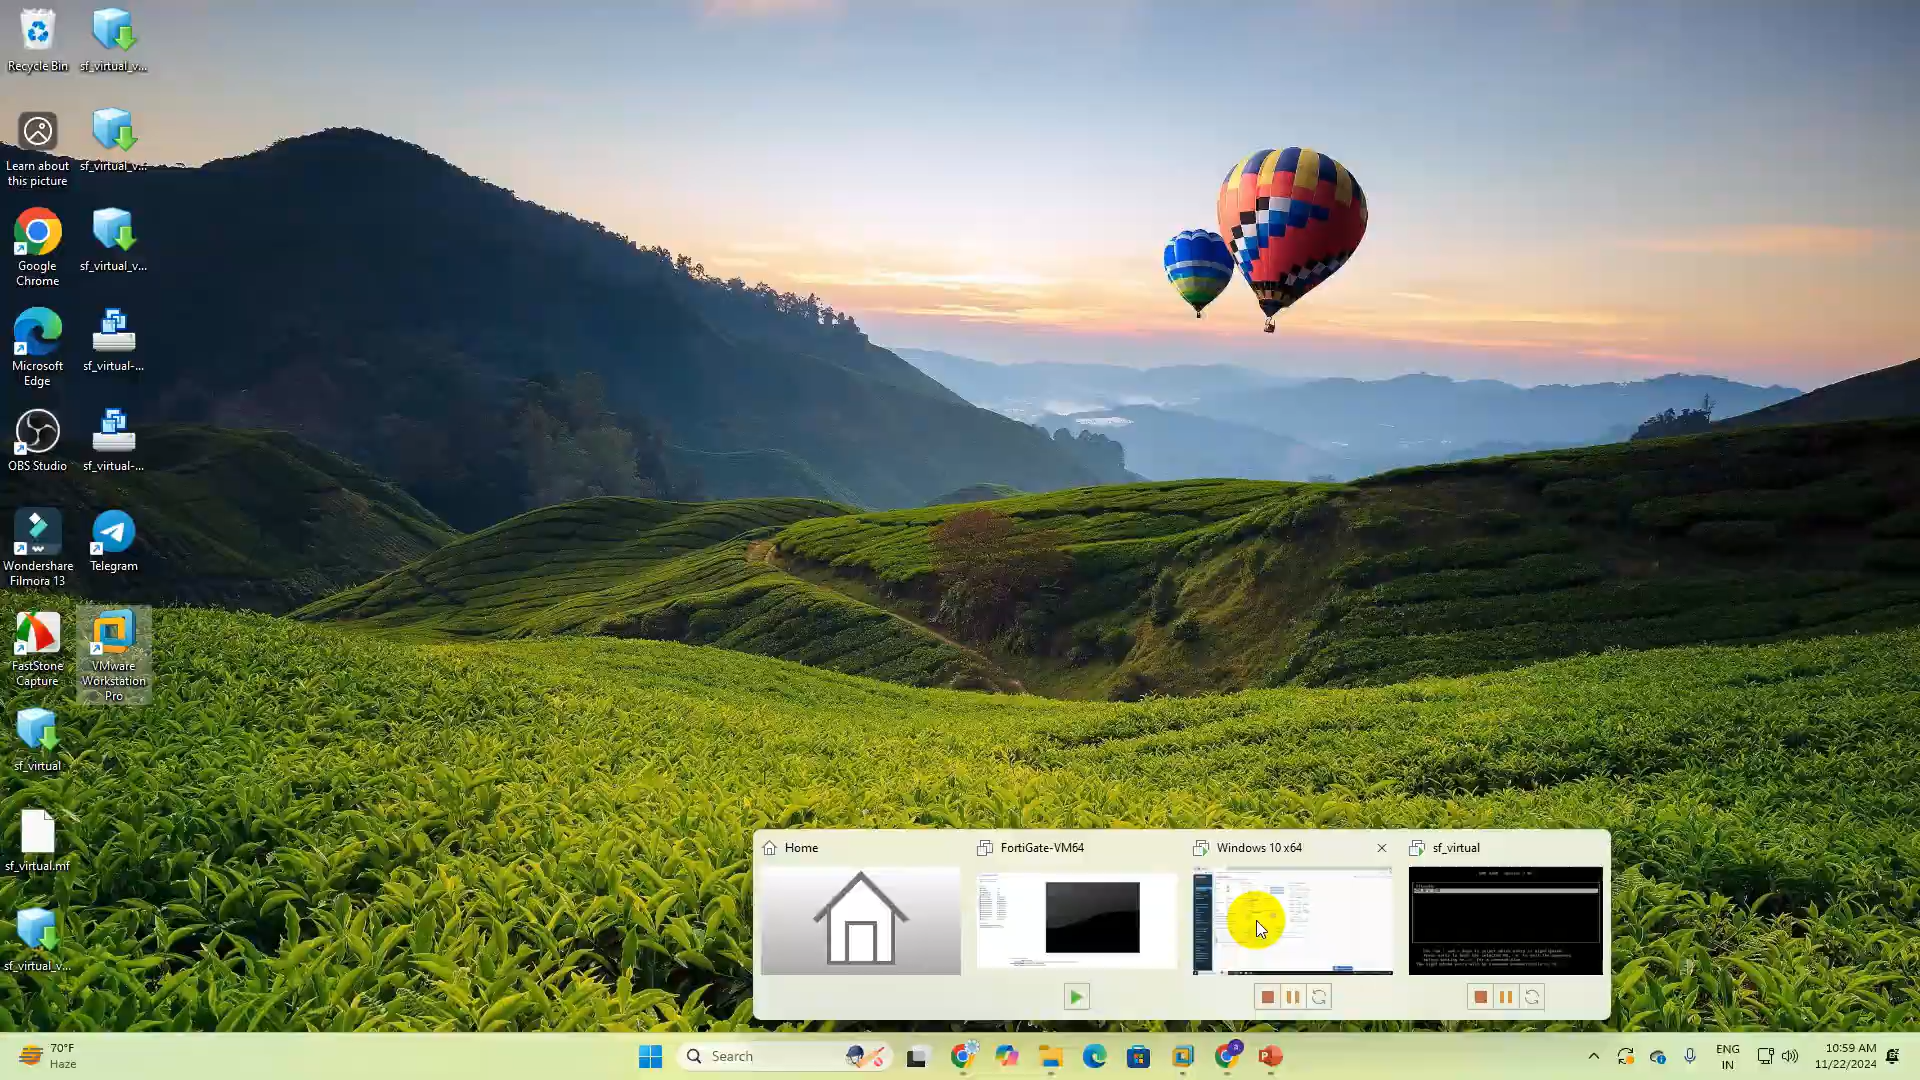 Recycle Bin
sf_virtual_v...
Learn about
this picture
sf_virtual_v...
Google
Chrome
sf_virtual_v...
Microsoft
Edge
sf_virtual-...
OBS Studio
sf_virtual-...
Wondershare
Filmora 13
Telegram
FastStone
Capture
VMware
Workstation
Pro
sf_virtual
sf_virtual.mf
sf_virtual_v...
Home
FortiGate-VM64
Windows 10 x64
sf_virtual
70°F
Haze
Search
ENG
IN
10:59 AM
11/22/2024